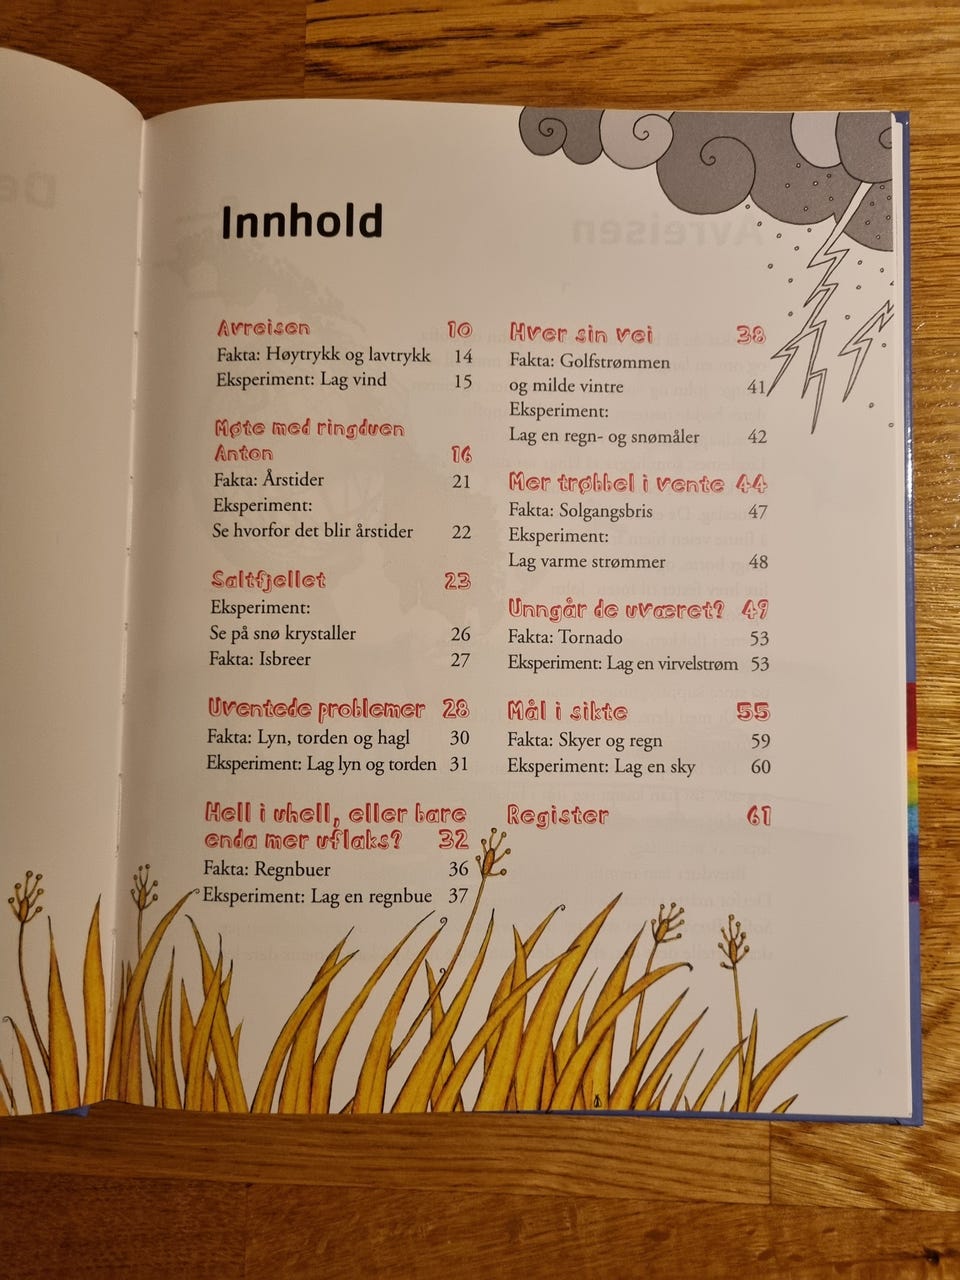 Innhold
Avreisen 10
Fakta: Høytrykk og lavtrykk 14
Eksperiment: Lag vind 15
Møte med ringduen
Anton 16
Fakta: Årstider 21
Eksperiment:
Se hvorfor det blir årstider 22
Saltfjellet 23
Eksperiment:
Se på snø krystaller 26
Fakta: Isbreer 27
Uventede problemer 28
Fakta: Lyn, torden og hagl 30
Eksperiment: Lag lyn og torden 31
Hell i uhell, eller bare
enda mer uflaks? 32
Fakta: Regnbuer 36
Eksperiment: Lag en regnbue 37
Hver sin vei 38
Fakta: Golfstrømmen
og milde vintre 41
Eksperiment:
Lag en regn- og snømåler 42
Mer trøbbel i vente 44
Fakta: Solgangsbris 47
Eksperiment:
Lag varme strømmer 48
Unngår de uværet? 49
Fakta: Tornado 53
Eksperiment: Lag en virvelstrøm 53
Mål i sikte 55
Fakta: Skyer og regn 59
Eksperiment: Lag en sky 60
Register 61